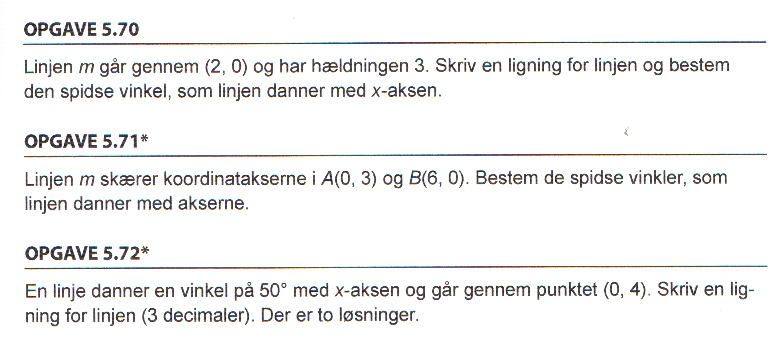 OPGAVE 5.70
Linjen m går gennem (2, 0) og har hældningen 3. Skriv en ligning for linjen og bestem
den spidse vinkel, som linjen danner med x-aksen.
OPGAVE 5.71*
Linjen m skærer koordinatakserne i A(0, 3) og B(6, 0). Bestem de spidse vinkler, som
linjen danner med akserne.
OPGAVE 5.72*
En linje danner en vinkel på 50° med x-aksen og går gennem punktet (0, 4). Skriv en lig-
ning for linjen (3 decimaler). Der er to løsninger.